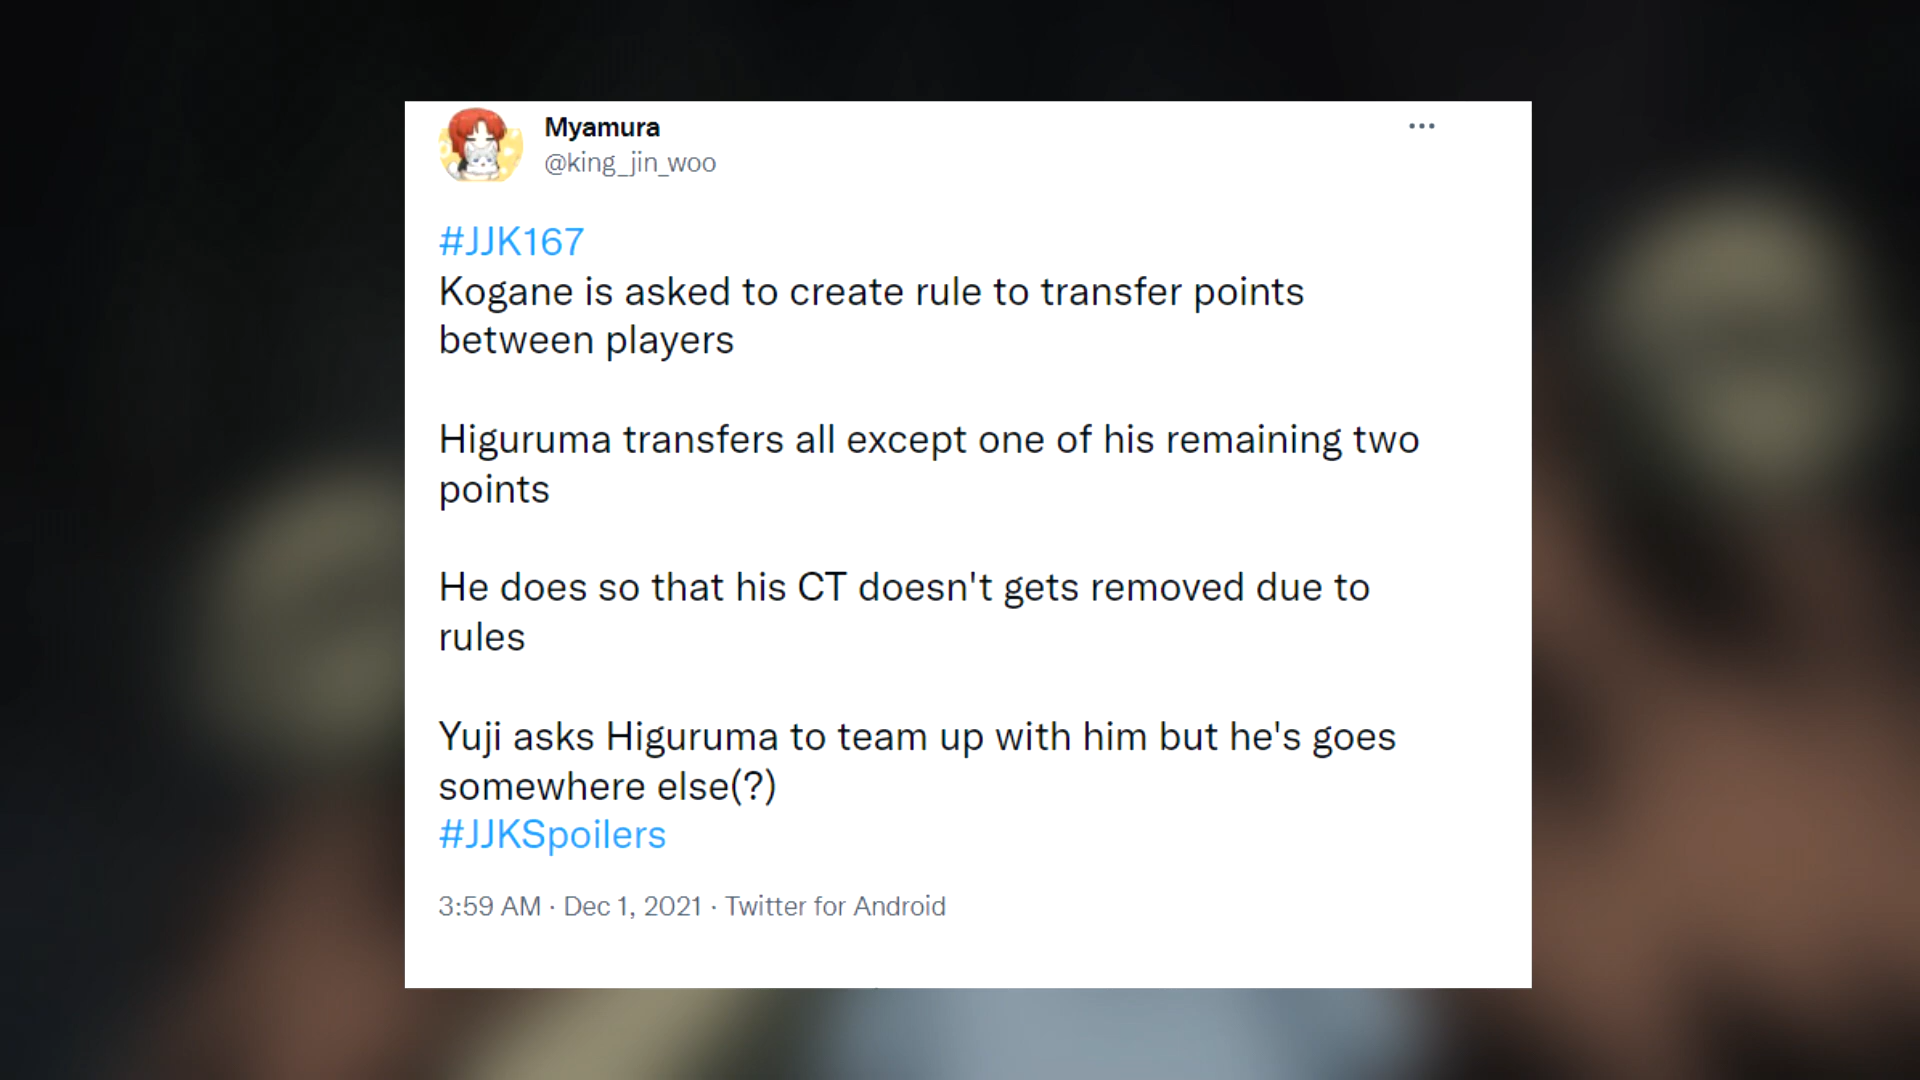 Myamura
@king_jin_woo
#JJK167
Kogane is asked to create rule to transfer points
between players
Higuruma transfers all except one of his remaining two
points
He does so that his CT doesn't gets removed due to
rules
Yuji asks Higuruma to team up with him but he's goes
somewhere else(?)
#JJKSpoilers
3:59 AM · Dec 1, 2021 · Twitter for Android